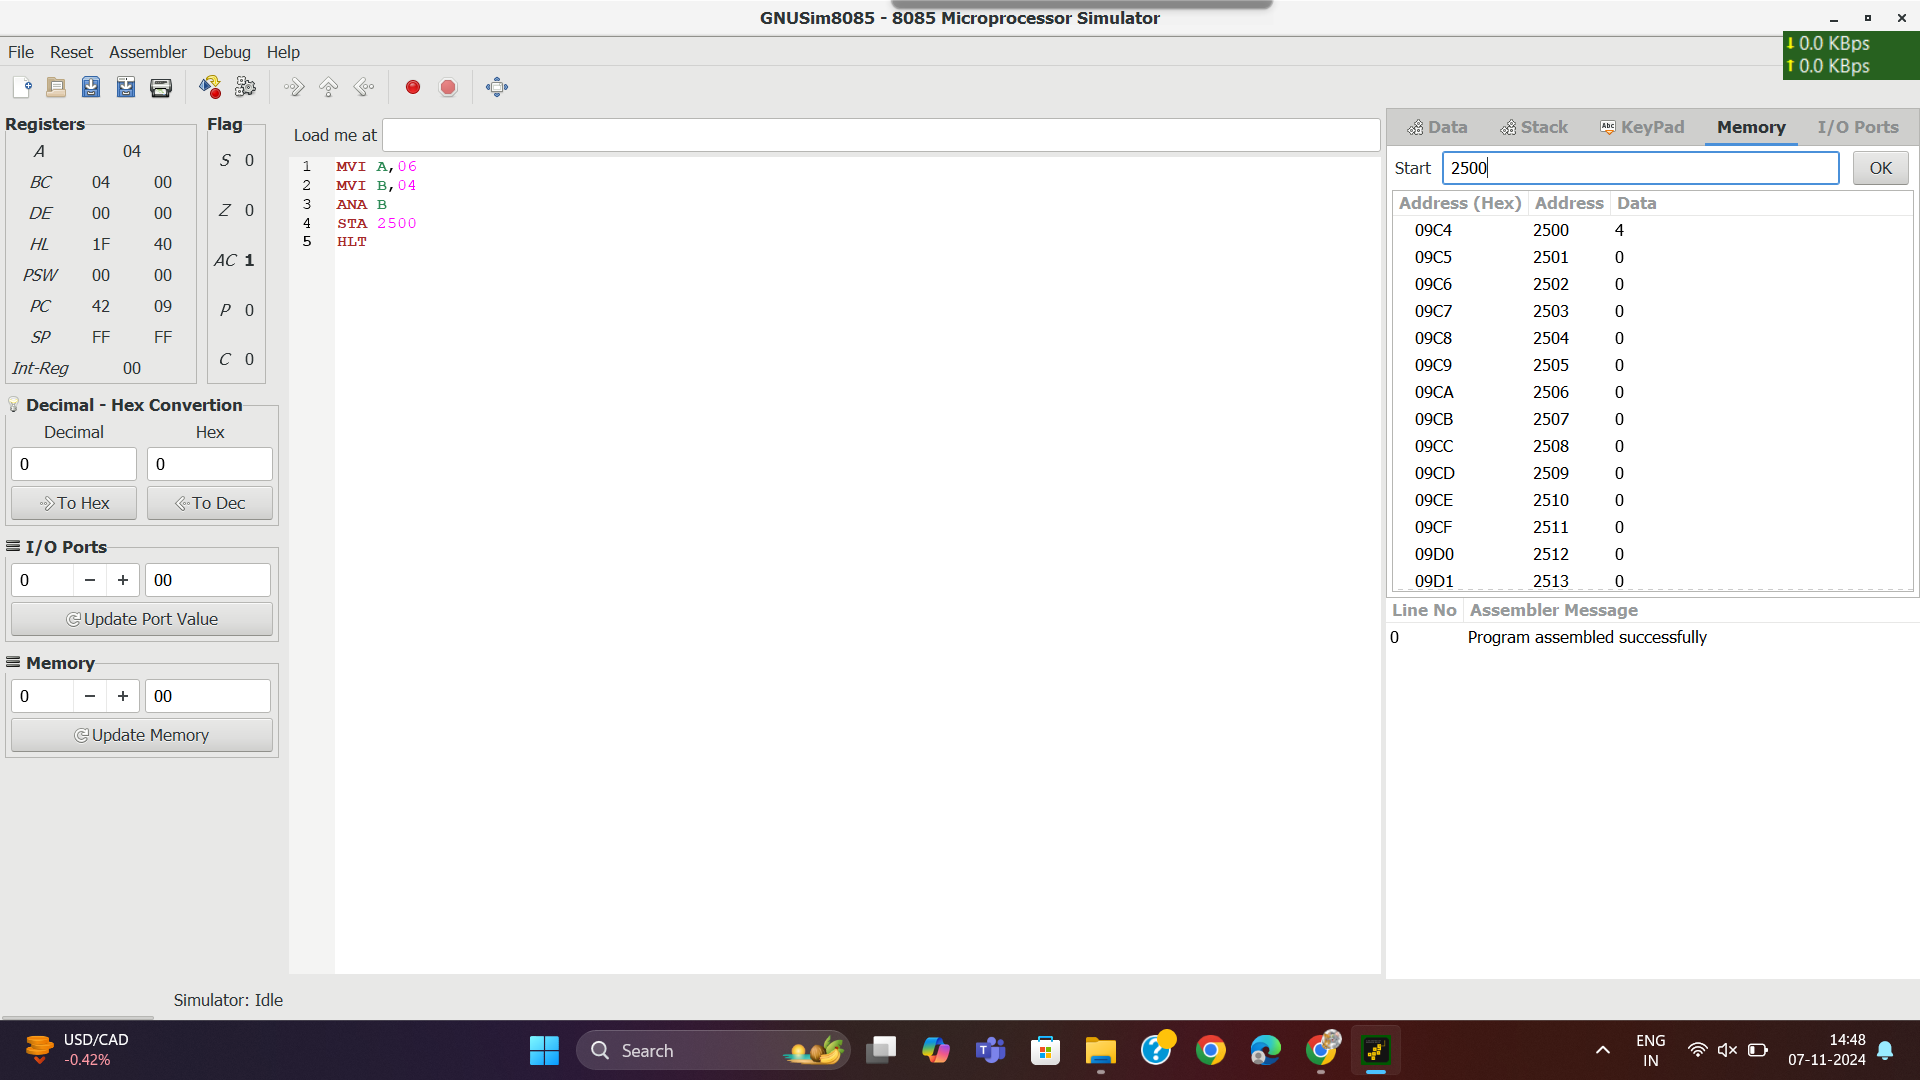 GNUSim8085 - 8085 Microprocessor Simulator
0.0 KBps
0.0 KBps
File Reset Assembler Debug Help
Registers
A 04
BC 04 00
DE 00 00
HL 1F 40
PSW 00 00
PC 42 09
SP FF FF
Int-Reg 00
Flag
S 0
Z 0
AC 1
P 0
C 0
Decimal - Hex Convertion
Decimal Hex
0 0
To Hex To Dec
I/O Ports
0 − + 00
Update Port Value
Memory
0 − + 00
Update Memory
Load me at
1 MVI A,06
2 MVI B,04
3 ANA B
4 STA 2500
5 HLT
Data Stack Abc KeyPad Memory I/O Ports
Start 2500 OK
Address (Hex) Address Data
09C4 2500 4
09C5 2501 0
09C6 2502 0
09C7 2503 0
09C8 2504 0
09C9 2505 0
09CA 2506 0
09CB 2507 0
09CC 2508 0
09CD 2509 0
09CE 2510 0
09CF 2511 0
09D0 2512 0
09D1 2513 0
Line No Assembler Message
0 Program assembled successfully
Simulator: Idle
USD/CAD
-0.42%
Search
ENG
IN
14:48
07-11-2024